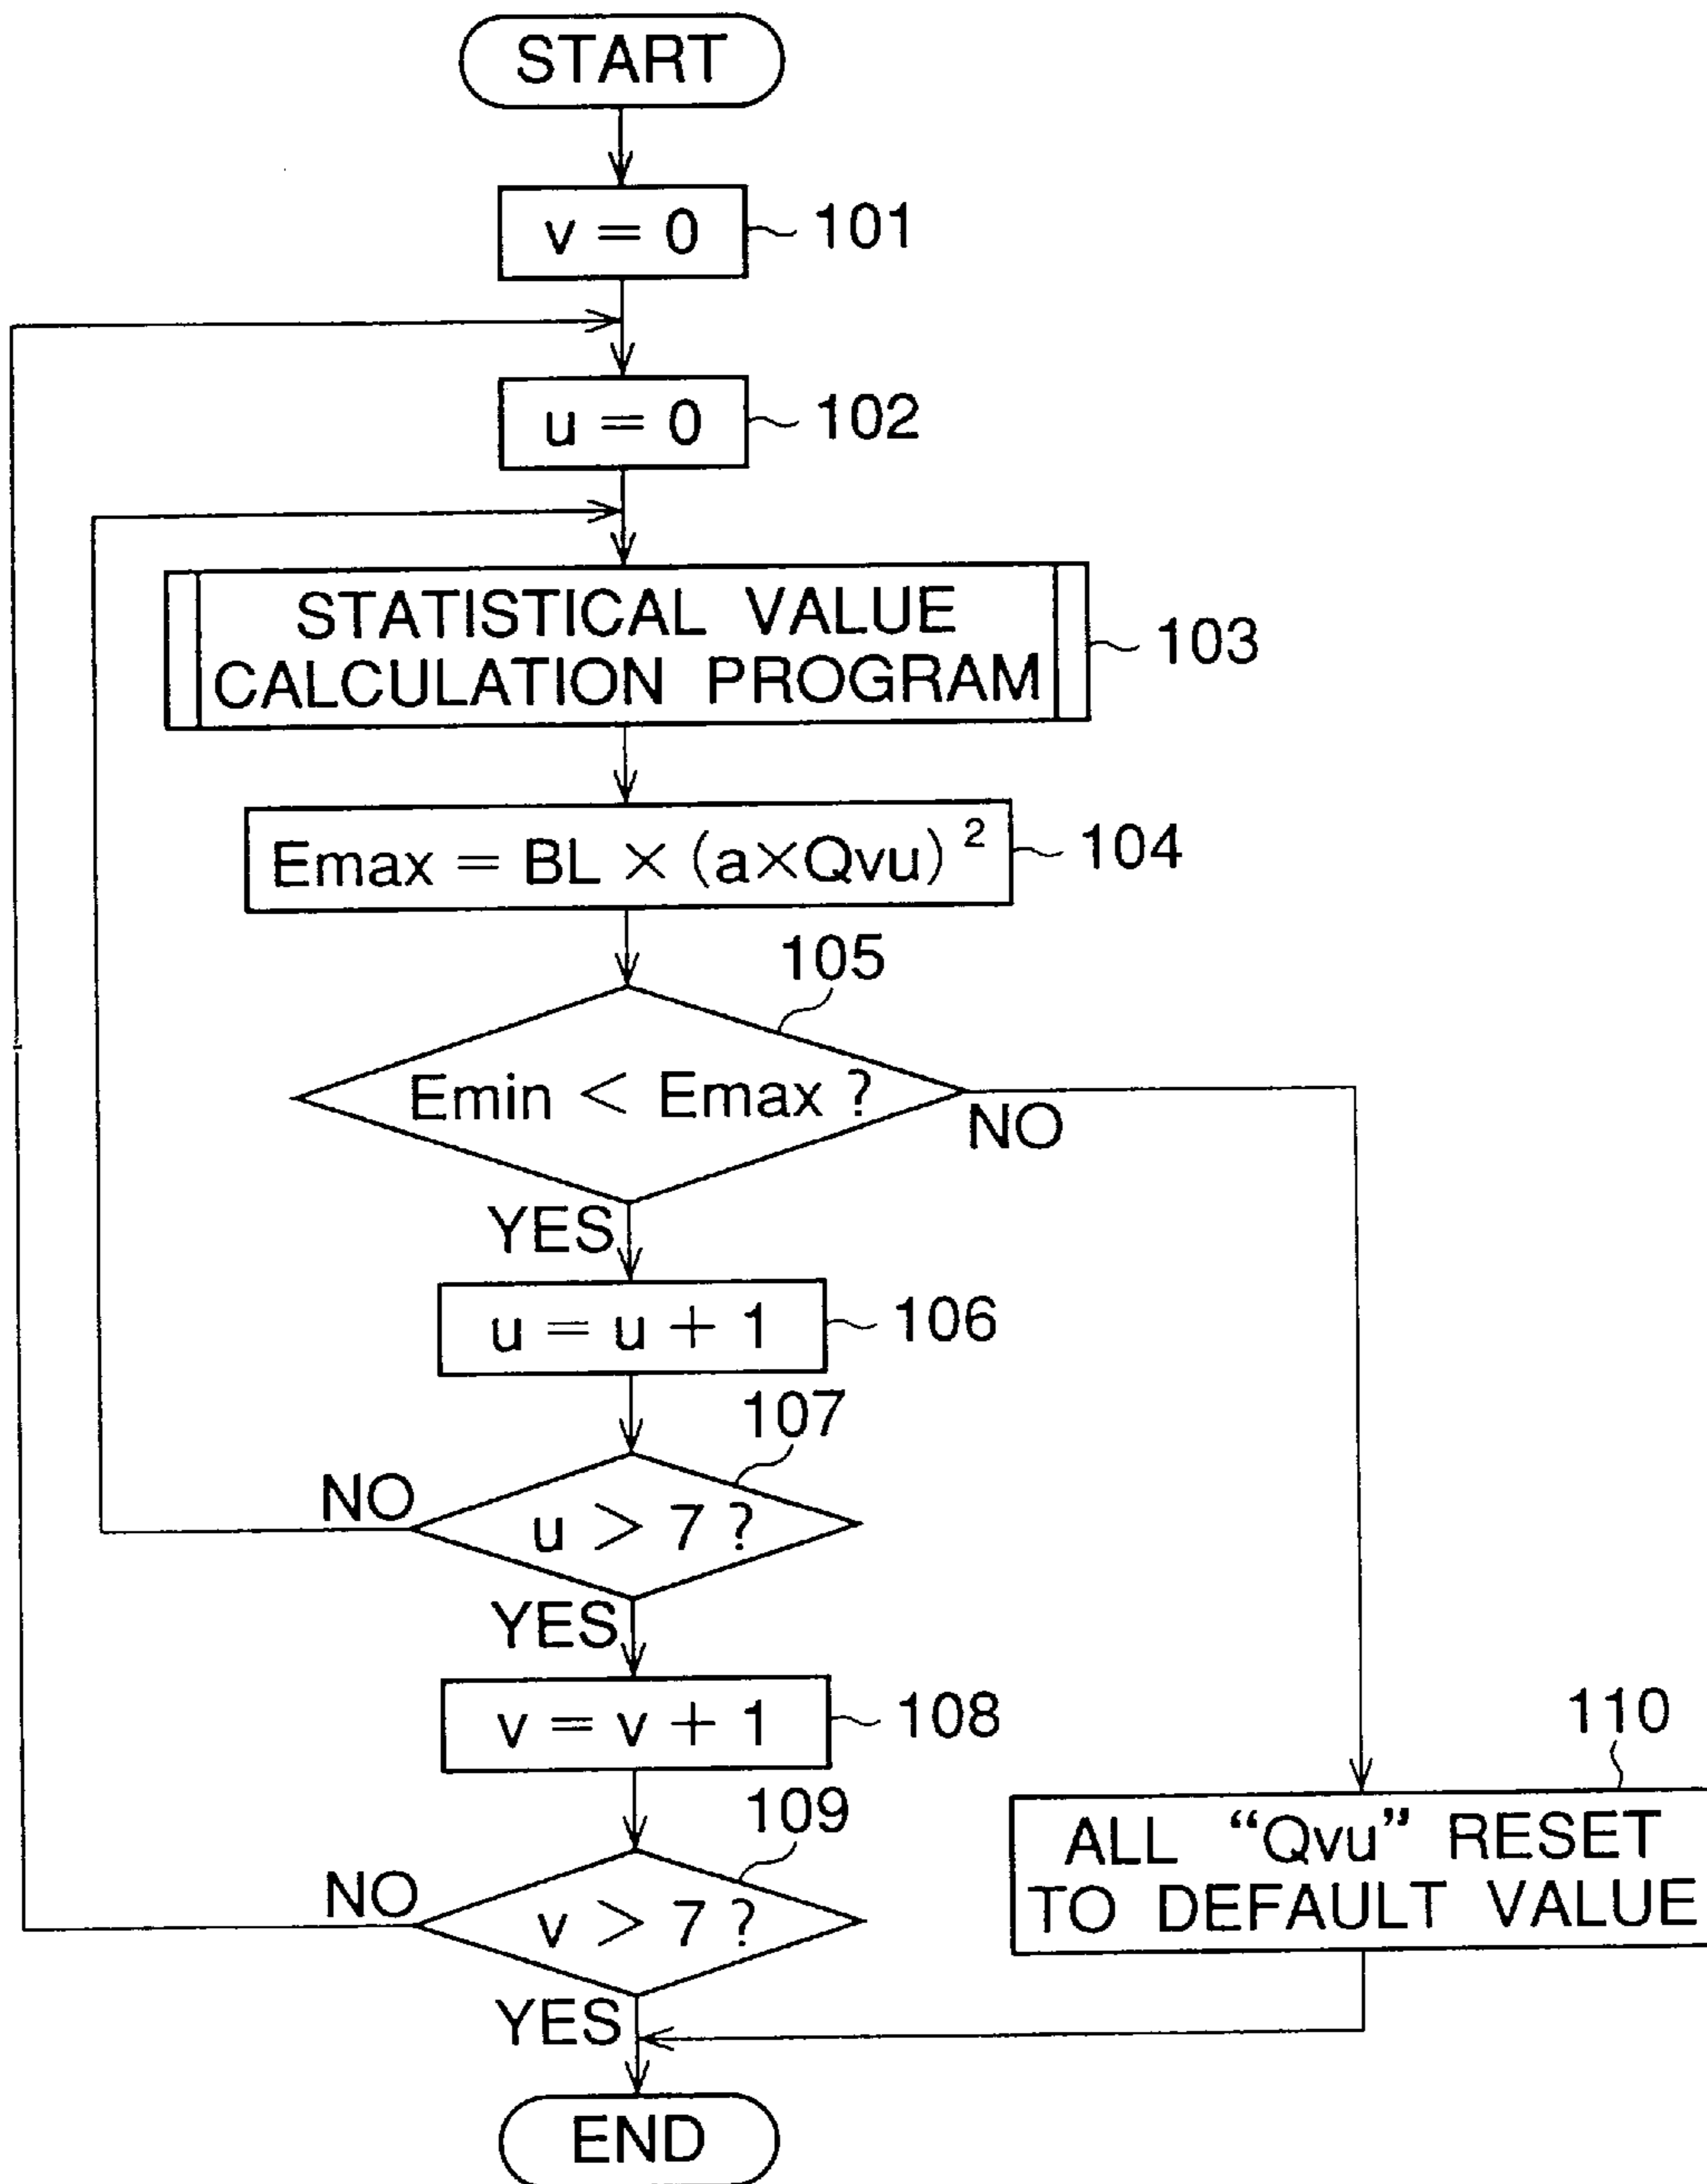 START
v = 0
101
u = 0
102
STATISTICAL VALUE
CALCULATION PROGRAM
103
Emax = BL × (a×Qvu)²
104
105
Emin < Emax ?
NO
YES
u = u + 1
106
107
NO
u > 7 ?
YES
v = v + 1
108
110
109
ALL “Qvu” RESET
TO DEFAULT VALUE
NO
v > 7 ?
YES
END